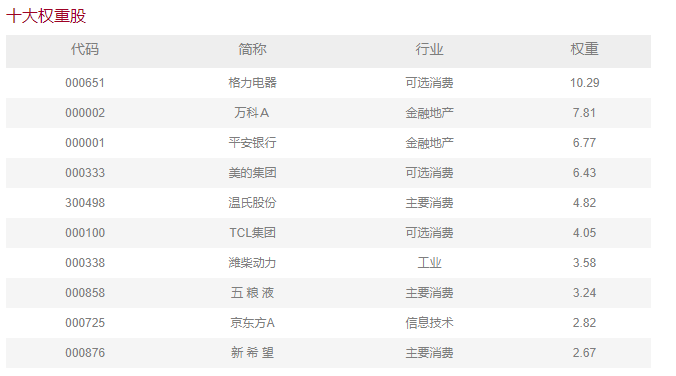 十大权重股
代码 简称 行业 权重
000651 格力电器 可选消费 10.29
000002 万科Ａ 金融地产 7.81
000001 平安银行 金融地产 6.77
000333 美的集团 可选消费 6.43
300498 温氏股份 主要消费 4.82
000100 TCL集团 可选消费 4.05
000338 潍柴动力 工业 3.58
000858 五 粮 液 主要消费 3.24
000725 京东方Ａ 信息技术 2.82
000876 新 希 望 主要消费 2.67